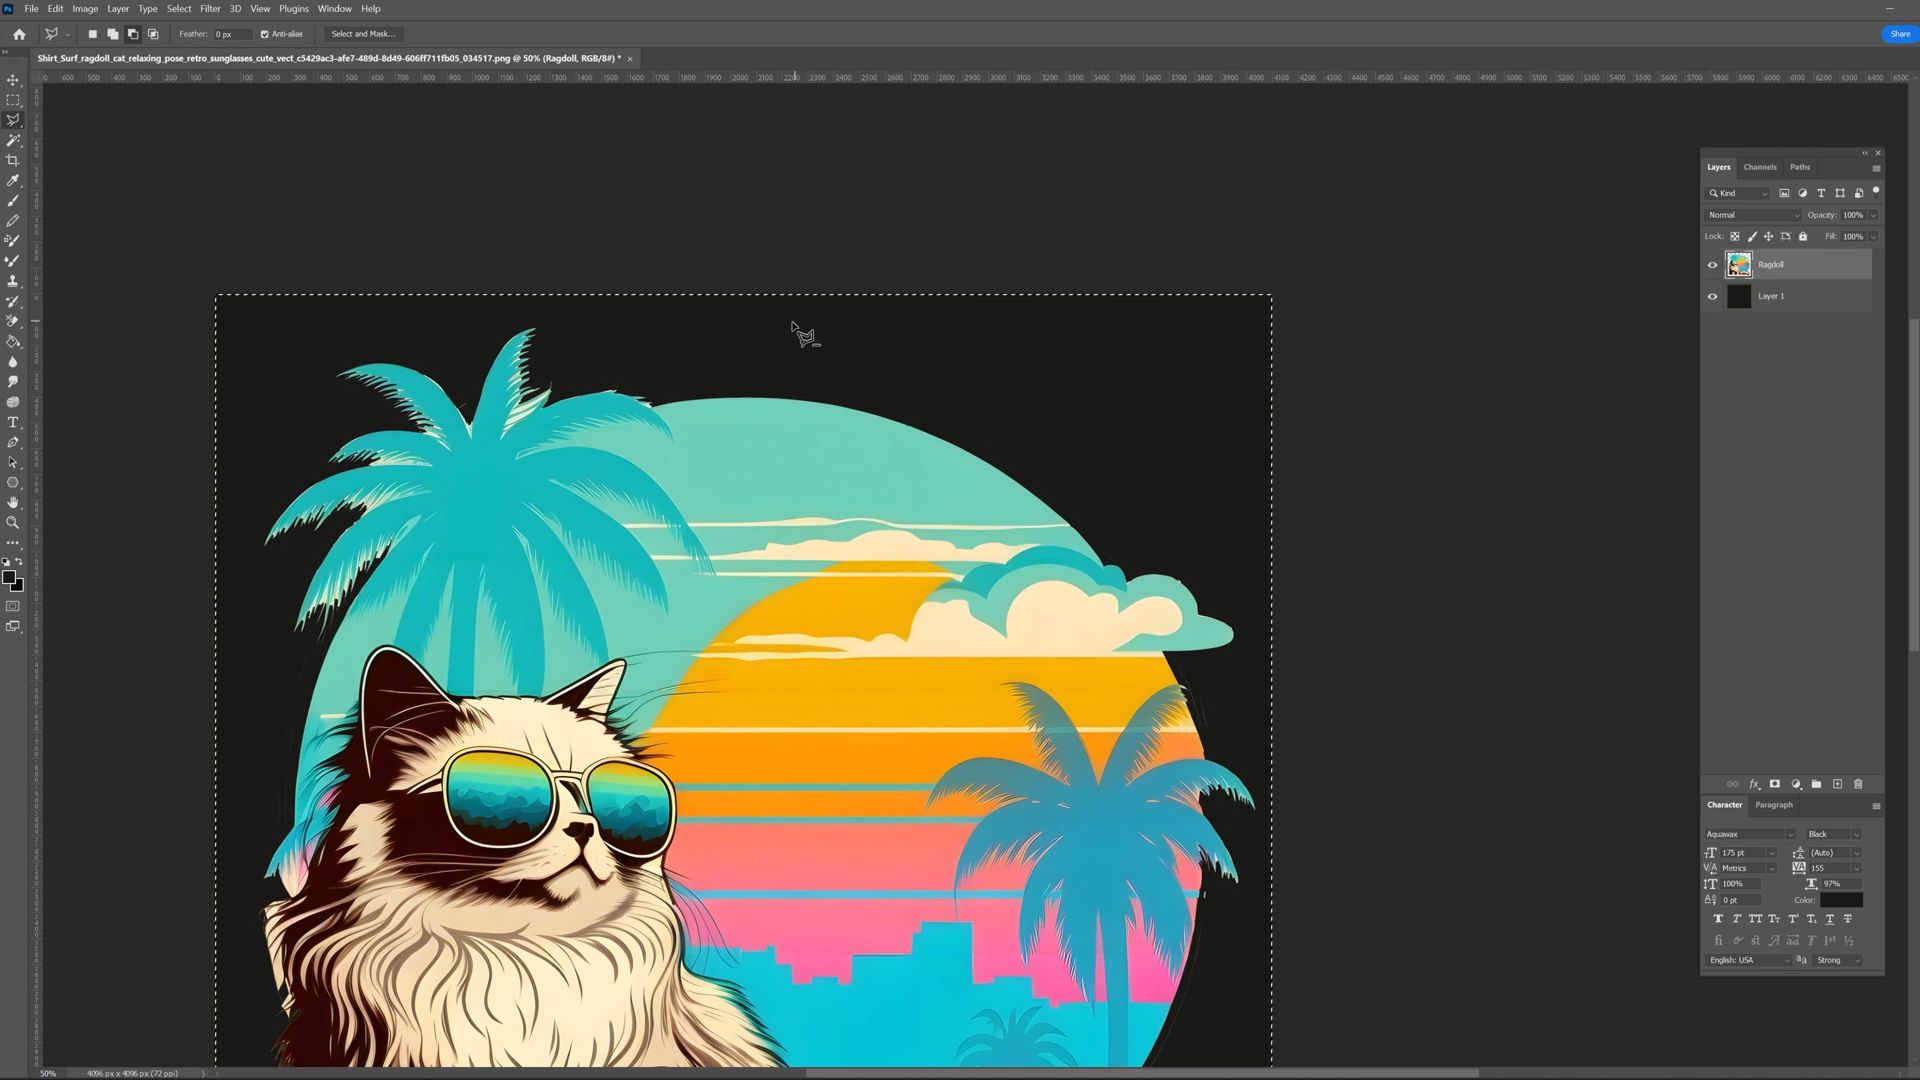 Ps File Edit Image Layer Type Select Filter 3D View Plugins Window Help
Feather: 0 px Anti-alias Select and Mask... Share
Shirt_Surf_ragdoll_cat_relaxing_pose_retro_sunglasses_cute_vect_c5429ac3-afe7-489d-8d49-606ff711fb05_034517.png @ 50% (Ragdoll, RGB/8#) *
Layers Channels Paths
Kind
Normal Opacity: 100%
Lock: Fill: 100%
Ragdoll
Layer 1
fx
Character Paragraph
Aquawax Black
175 pt (Auto)
Metrics 155
100% 97%
0 pt Color:
English: USA Strong
50% 4096 px x 4096 px (72 ppi)